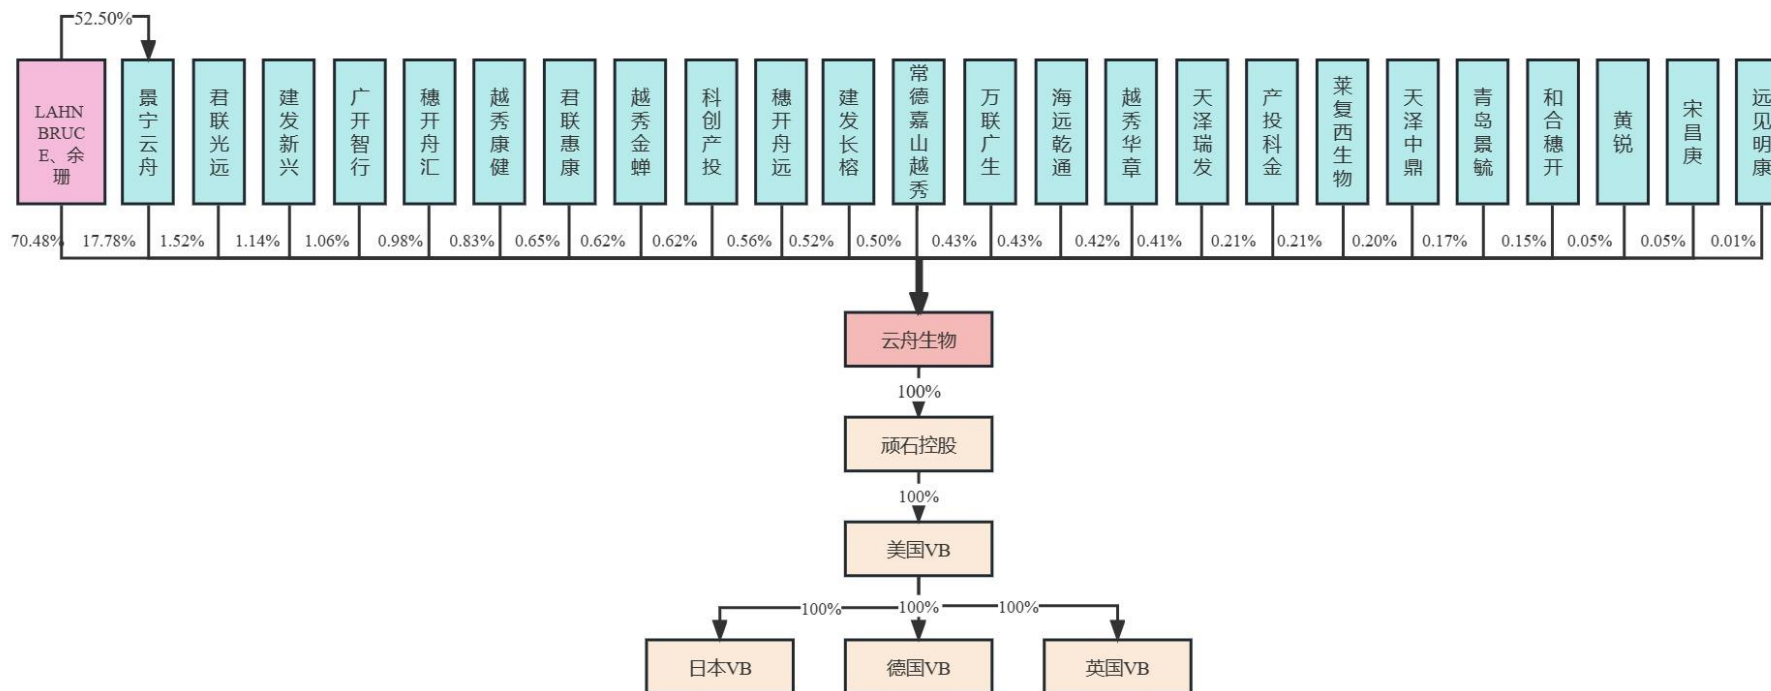 52.50%
LAHN
BRUC
E、余
珊
景宁云舟
君联光远
建发新兴
广开智行
穗开舟汇
越秀康健
君联惠康
越秀金蝉
科创产投
穗开舟远
建发长榕
常德嘉山越秀
万联广生
海远乾通
越秀华章
天泽瑞发
产投科金
莱复西生物
天泽中鼎
青岛景毓
和合穗开
黄锐
宋昌庚
远见明康
70.48%
17.78%
1.52%
1.14%
1.06%
0.98%
0.83%
0.65%
0.62%
0.62%
0.56%
0.52%
0.50%
0.43%
0.43%
0.42%
0.41%
0.21%
0.21%
0.20%
0.17%
0.15%
0.05%
0.05%
0.01%
云舟生物
100%
顽石控股
100%
美国VB
100%
100%
100%
日本VB
德国VB
英国VB